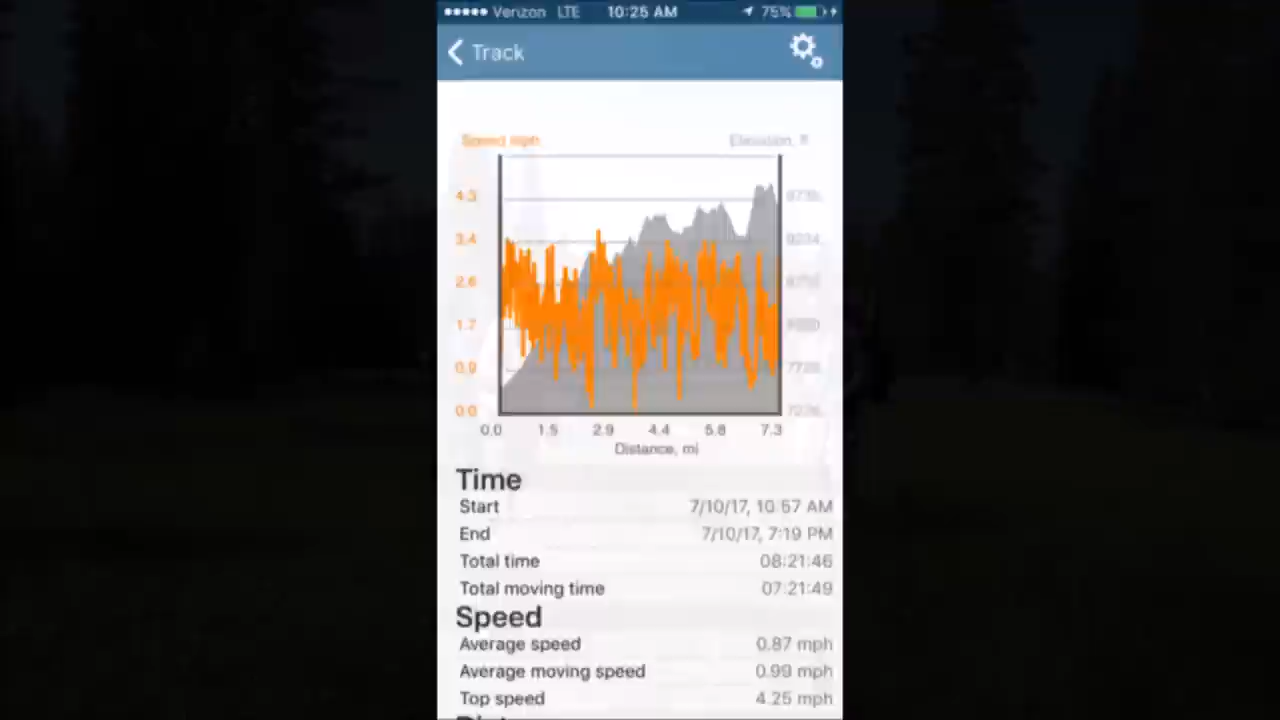 Verizon LTE 10:25 AM 75%
Track
Speed mph Elevation, ft
4.3
3.4 9234
2.6
1.7
0.9
0.0
0.0 1.5 2.9 4.4 5.8 7.3
Distance, mi
Time
Start 7/10/17, 10:57 AM
End 7/10/17, 7:19 PM
Total time 08:21:46
Total moving time 07:21:49
Speed
Average speed 0.87 mph
Average moving speed 0.99 mph
Top speed 4.25 mph